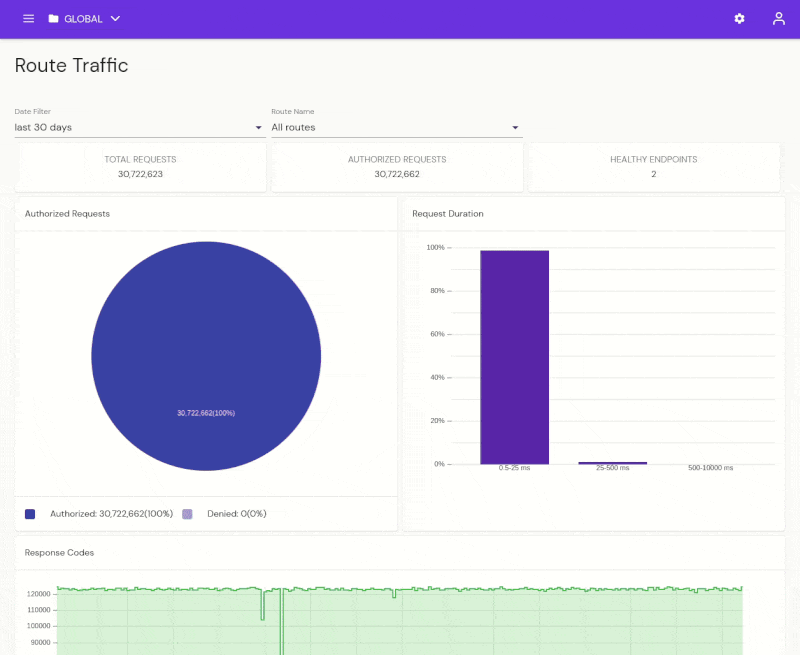 GLOBAL
Route Traffic
Date Filter
Route Name
last 30 days
All routes
TOTAL REQUESTS
AUTHORIZED REQUESTS
HEALTHY ENDPOINTS
30,722,623
30,722,662
2
Authorized Requests
Request Duration
100%
80%
60%
40%
20%
0%
0.5-25 ms
25-500 ms
500-10000 ms
30,722,662(100%)
Authorized: 30,722,662(100%)
Denied: 0(0%)
Response Codes
120000
110000
100000
90000